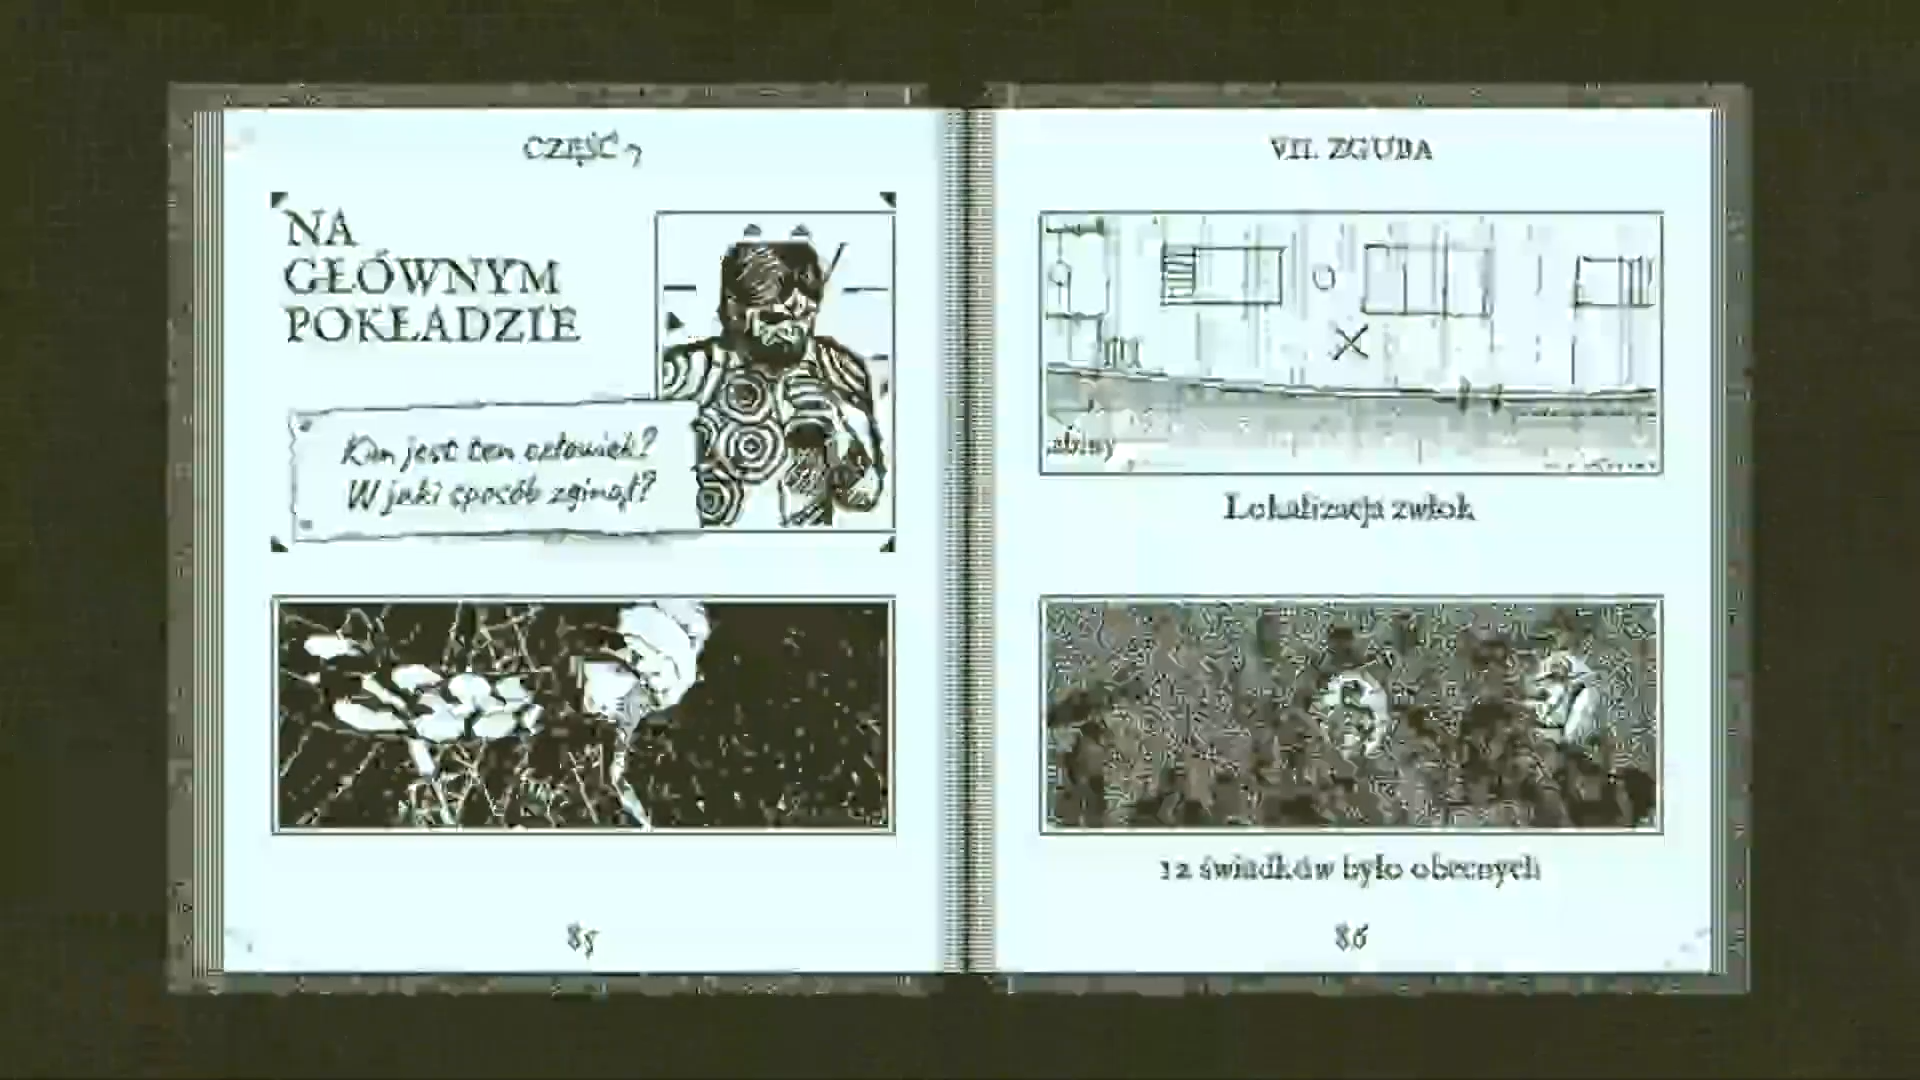 CZĘŚĆ 7
NA
GŁÓWNYM
POKŁADZIE
Kim jest ten człowiek?
W jaki sposób zginął?
85
VII. ZGUBA
Lokalizacja zwłok
12 świadków było obecnych
86